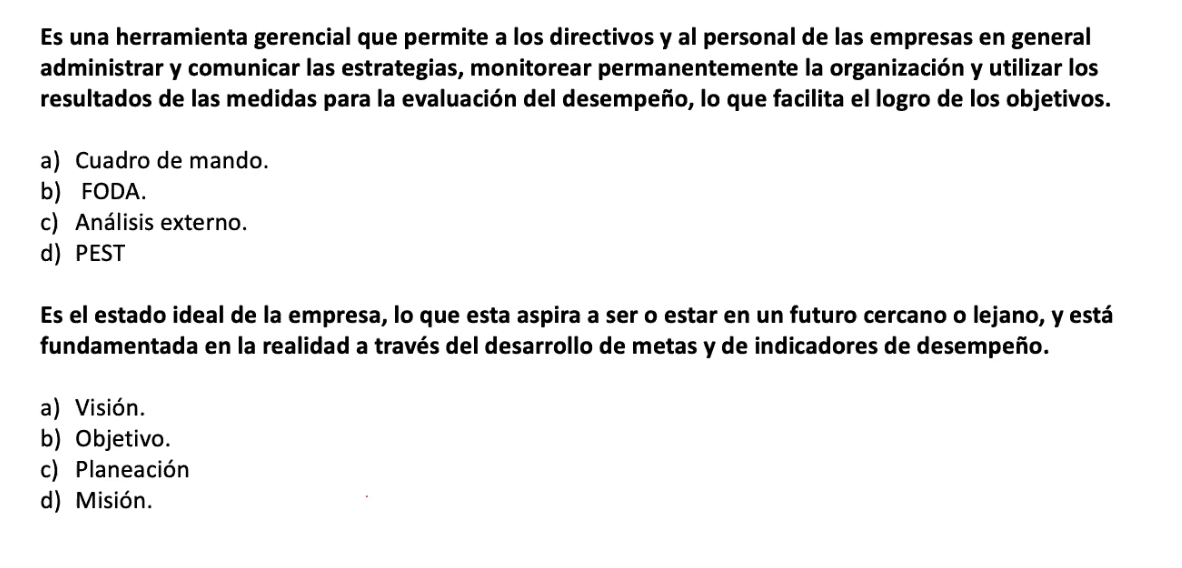 Es una herramienta gerencial que permite a los directivos y al personal de las empresas en general
administrar y comunicar las estrategias, monitorear permanentemente la organización y utilizar los
resultados de las medidas para la evaluación del desempeño, lo que facilita el logro de los objetivos.
a) Cuadro de mando.
b) FODA.
c) Análisis externo.
d) PEST
Es el estado ideal de la empresa, lo que esta aspira a ser o estar en un futuro cercano o lejano, y está
fundamentada en la realidad a través del desarrollo de metas y de indicadores de desempeño.
a) Visión.
b) Objetivo.
c) Planeación
d) Misión.